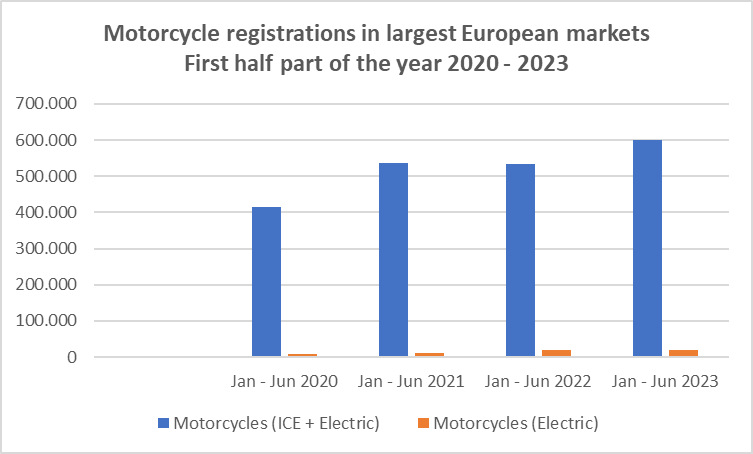 Motorcycle registrations in largest European markets
First half part of the year 2020 - 2023
700.000
600.000
500.000
400.000
300.000
200.000
100.000
0
Jan - Jun 2020 Jan - Jun 2021 Jan - Jun 2022 Jan - Jun 2023
Motorcycles (ICE + Electric) Motorcycles (Electric)